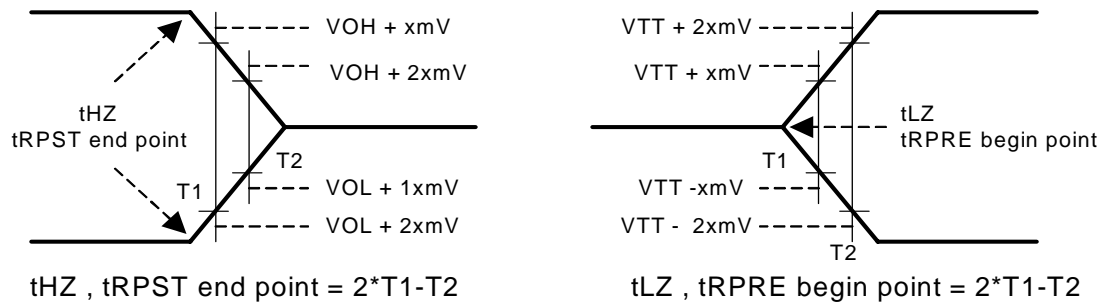 VOH + xmV
VOH + 2xmV
tHZ
tRPST end point
T1
T2
VOL + 1xmV
VOL + 2xmV
tHZ , tRPST end point = 2*T1-T2
VTT + 2xmV
VTT + xmV
tLZ
tRPRE begin point
T1
VTT -xmV
VTT - 2xmV
T2
tLZ , tRPRE begin point = 2*T1-T2